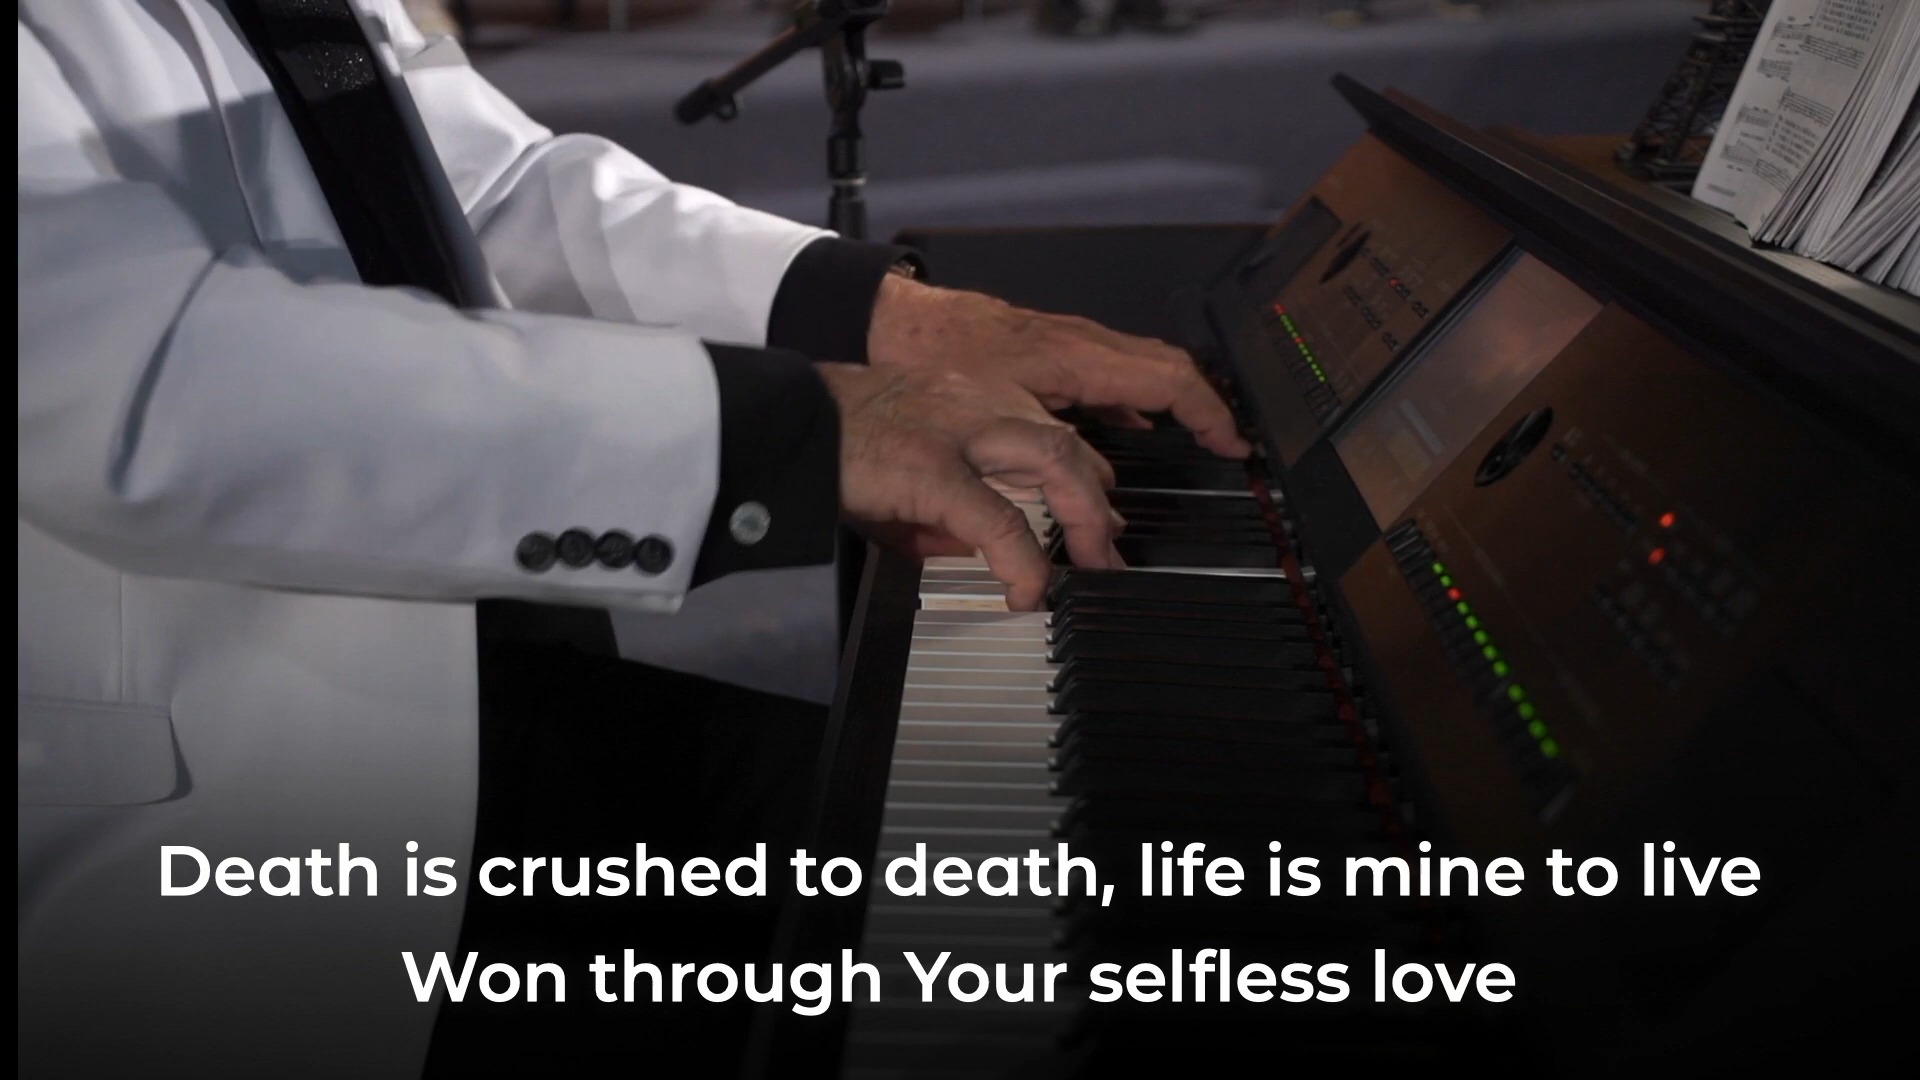 Death is crushed to death, life is mine to live
Won through Your selfless love